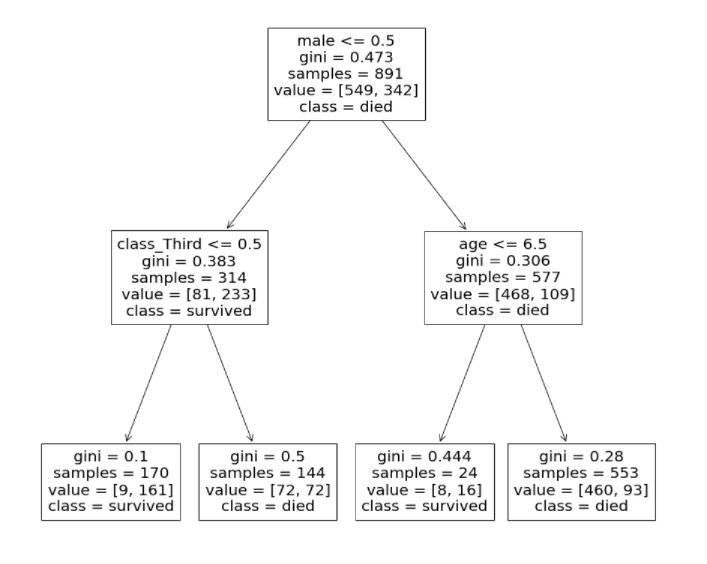 male <= 0.5
gini = 0.473
samples = 891
value = [549, 342]
class = died
class_Third <= 0.5
gini = 0.383
samples = 314
value = [81, 233]
class = survived
age <= 6.5
gini = 0.306
samples = 577
value = [468, 109]
class = died
gini = 0.1
samples = 170
value = [9, 161]
class = survived
gini = 0.5
samples = 144
value = [72, 72]
class = died
gini = 0.444
samples = 24
value = [8, 16]
class = survived
gini = 0.28
samples = 553
value = [460, 93]
class = died